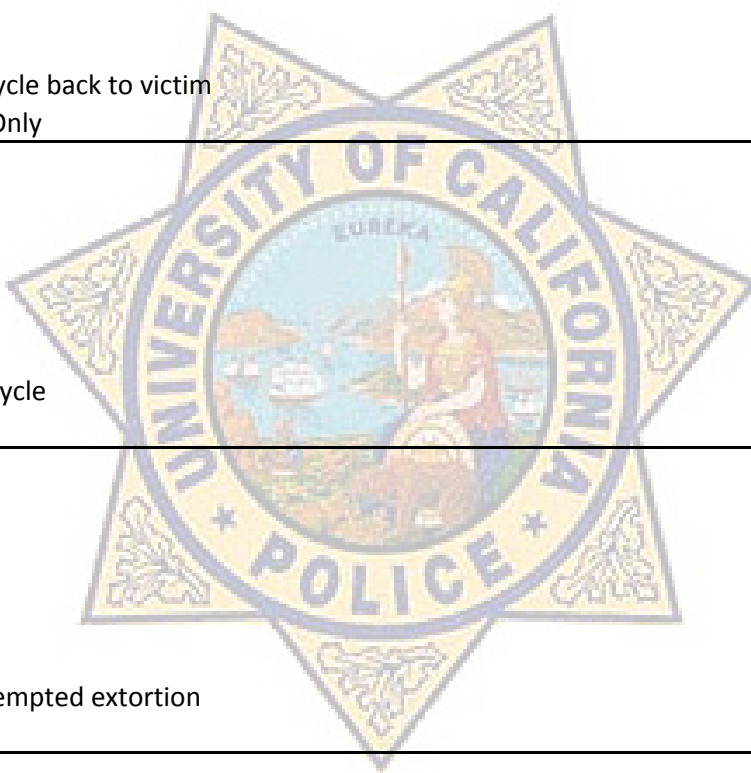 ycle back to victim
Only
UNIVERSITY OF CALIFORNIA
EUREKA
ycle
POLICE
empted extortion